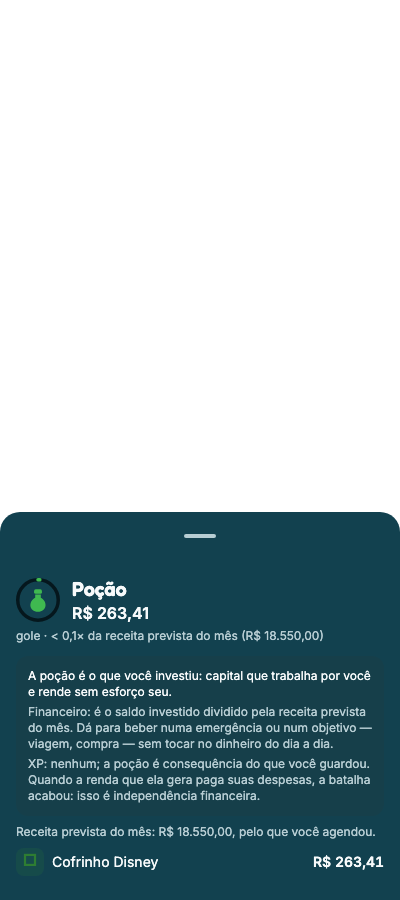 Poção
R$ 263,41
gole · < 0,1× da receita prevista do mês (R$ 18.550,00)
A poção é o que você investiu: capital que trabalha por você
e rende sem esforço seu.
Financeiro: é o saldo investido dividido pela receita prevista
do mês. Dá para beber numa emergência ou num objetivo —
viagem, compra — sem tocar no dinheiro do dia a dia.
XP: nenhum; a poção é consequência do que você guardou.
Quando a renda que ela gera paga suas despesas, a batalha
acabou: isso é independência financeira.
Receita prevista do mês: R$ 18.550,00, pelo que você agendou.
Cofrinho Disney R$ 263,41